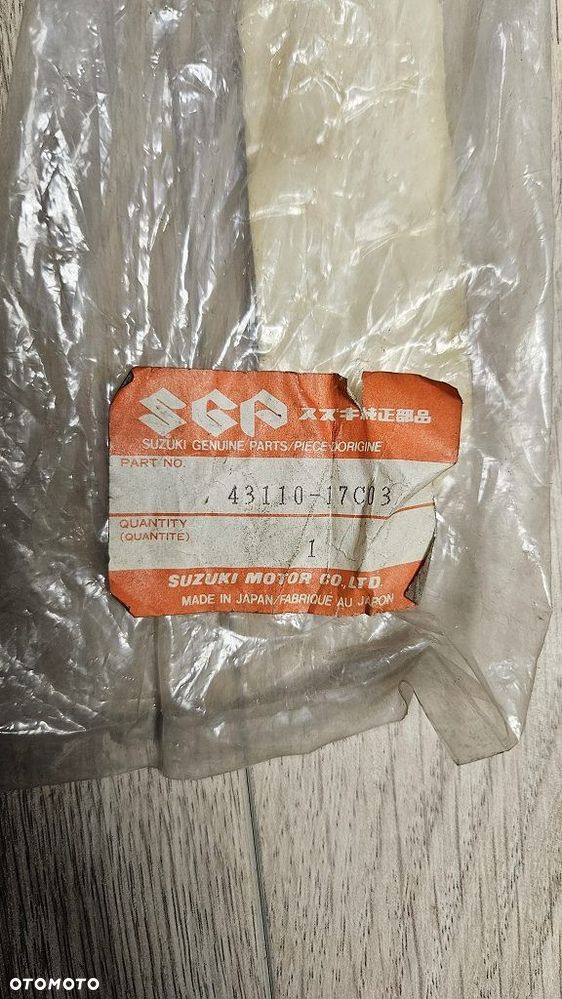 SGP スズキ純正部品
SUZUKI GENUINE PARTS/PIECE D'ORIGINE
PART NO.
43110-17C03
QUANTITY
(QUANTITE)
1
SUZUKI MOTOR CO.,LTD.
MADE IN JAPAN/FABRIQUE AU JAPON
OTOMOTO